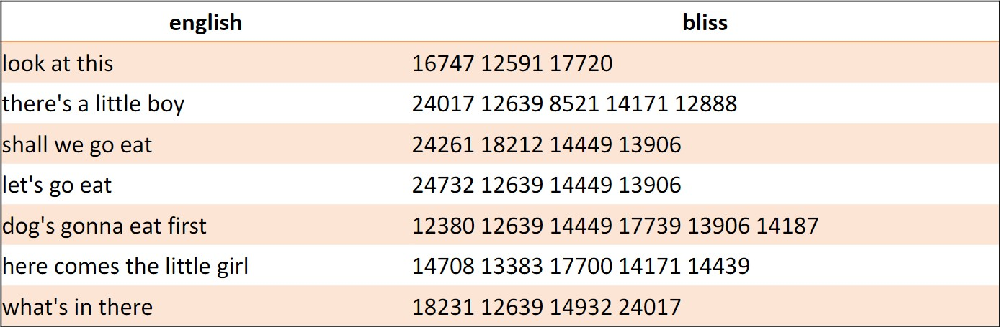 english bliss
look at this 16747 12591 17720
there's a little boy 24017 12639 8521 14171 12888
shall we go eat 24261 18212 14449 13906
let's go eat 24732 12639 14449 13906
dog's gonna eat first 12380 12639 14449 17739 13906 14187
here comes the little girl 14708 13383 17700 14171 14439
what's in there 18231 12639 14932 24017